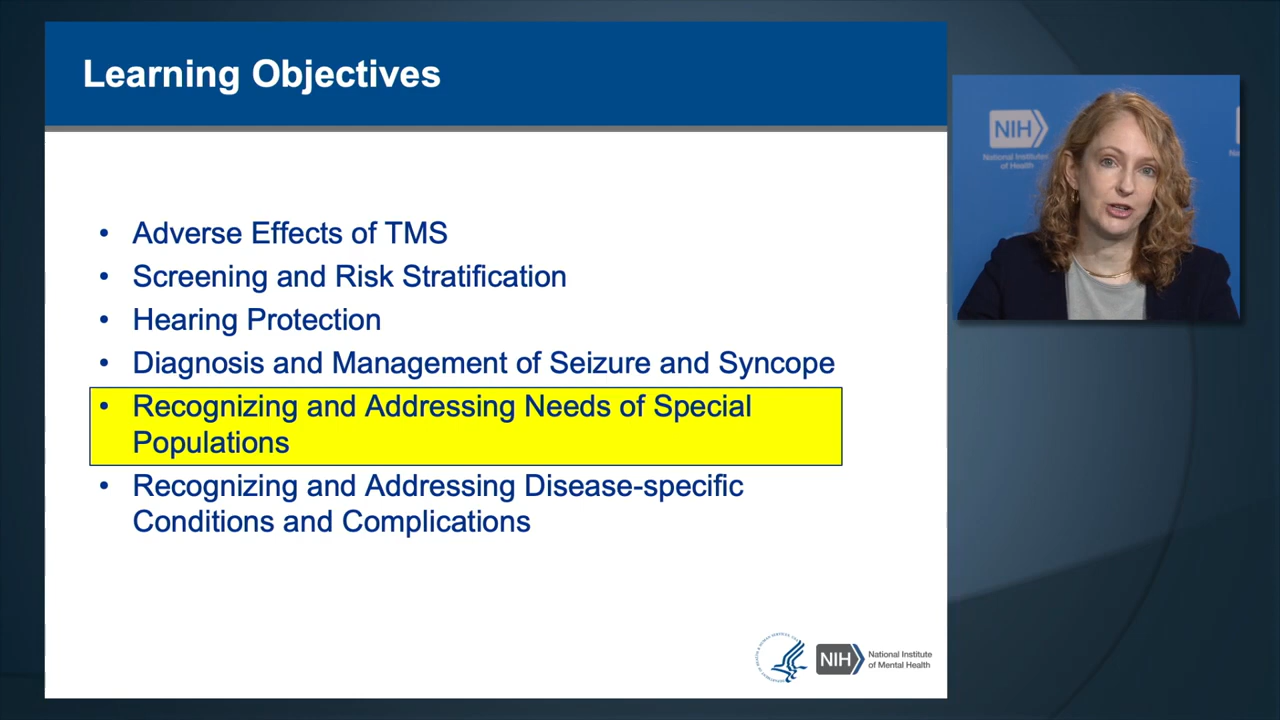 Learning Objectives
• Adverse Effects of TMS
• Screening and Risk Stratification
• Hearing Protection
• Diagnosis and Management of Seizure and Syncope
• Recognizing and Addressing Needs of Special
Populations
• Recognizing and Addressing Disease-specific
Conditions and Complications
NIH
National Institutes
of Health
NIH
National Institute
of Mental Health